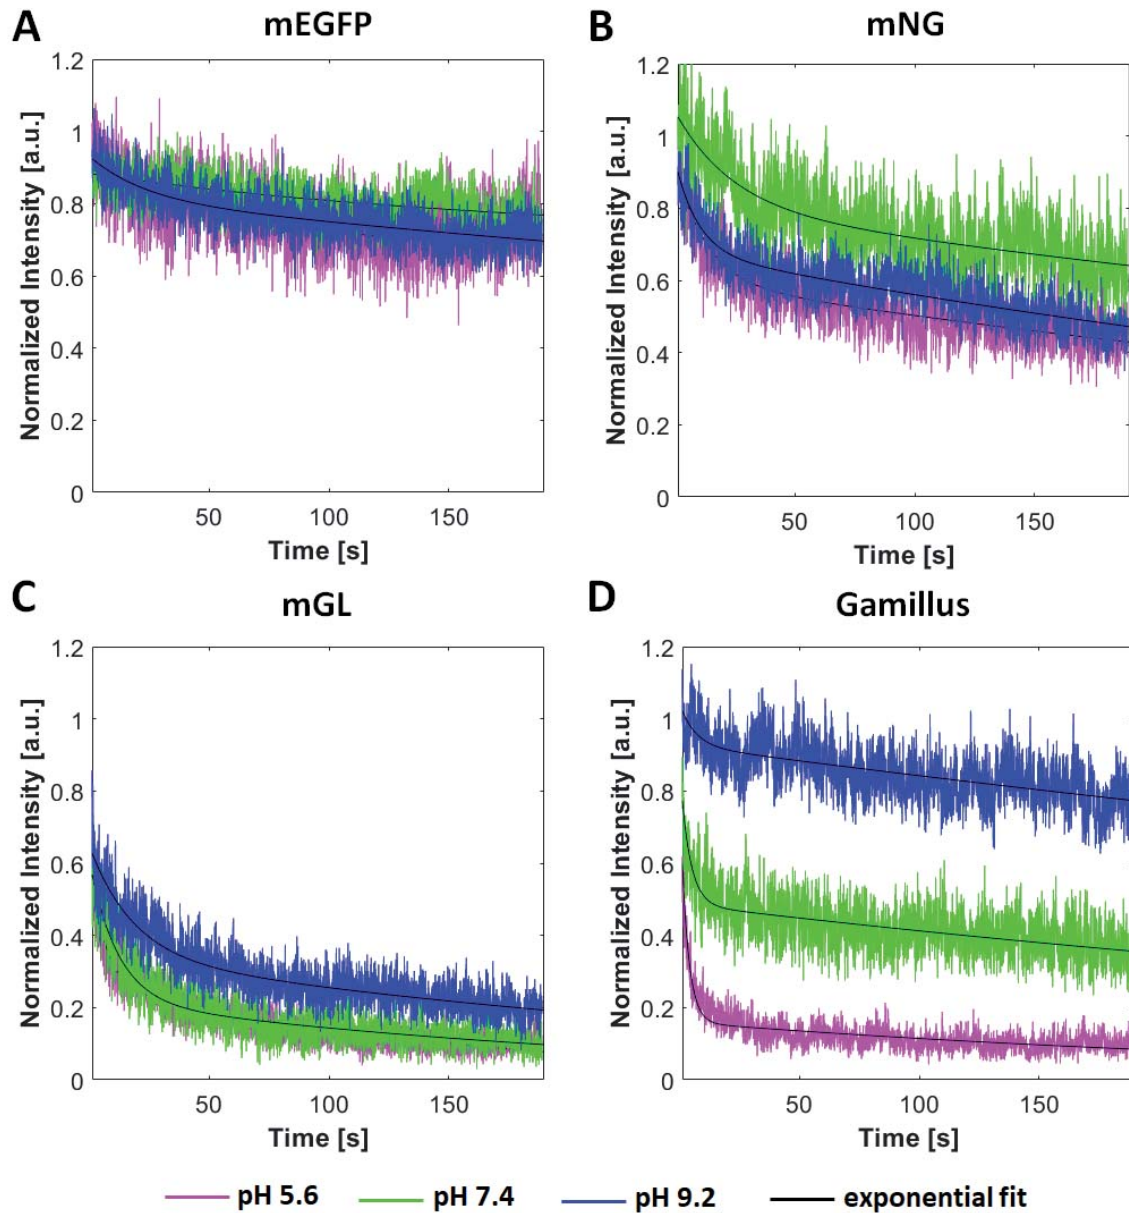 A
mEGFP
Normalized Intensity [a.u.]
1.2
1
0.8
0.6
0.4
0.2
0
50
100
150
Time [s]
B
mNG
Normalized Intensity [a.u.]
1.2
1
0.8
0.6
0.4
0.2
0
50
100
150
Time [s]
C
mGL
Normalized Intensity [a.u.]
1.2
1
0.8
0.6
0.4
0.2
0
50
100
150
Time [s]
D
Gamillus
Normalized Intensity [a.u.]
1.2
1
0.8
0.6
0.4
0.2
0
50
100
150
Time [s]
pH 5.6
pH 7.4
pH 9.2
exponential fit